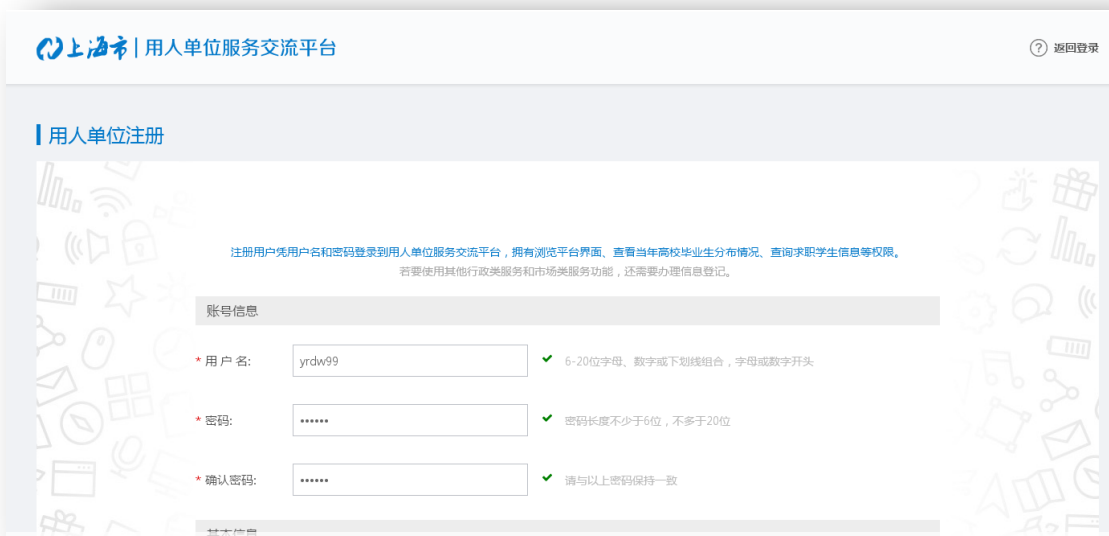 上海市|用人单位服务交流平台
? 返回登录
用人单位注册
注册用户凭用户名和密码登录到用人单位服务交流平台，拥有浏览平台界面、查看当年高校毕业生分布情况、查询求职学生信息等权限。
若要使用其他行政类服务和市场类服务功能，还需要办理信息登记。
账号信息
* 用 户 名: yrdw99 ✔ 6-20位字母、数字或下划线组合，字母或数字开头
* 密码: •••••• ✔ 密码长度不少于6位，不多于20位
* 确认密码: •••••• ✔ 请与以上密码保持一致
基本信息